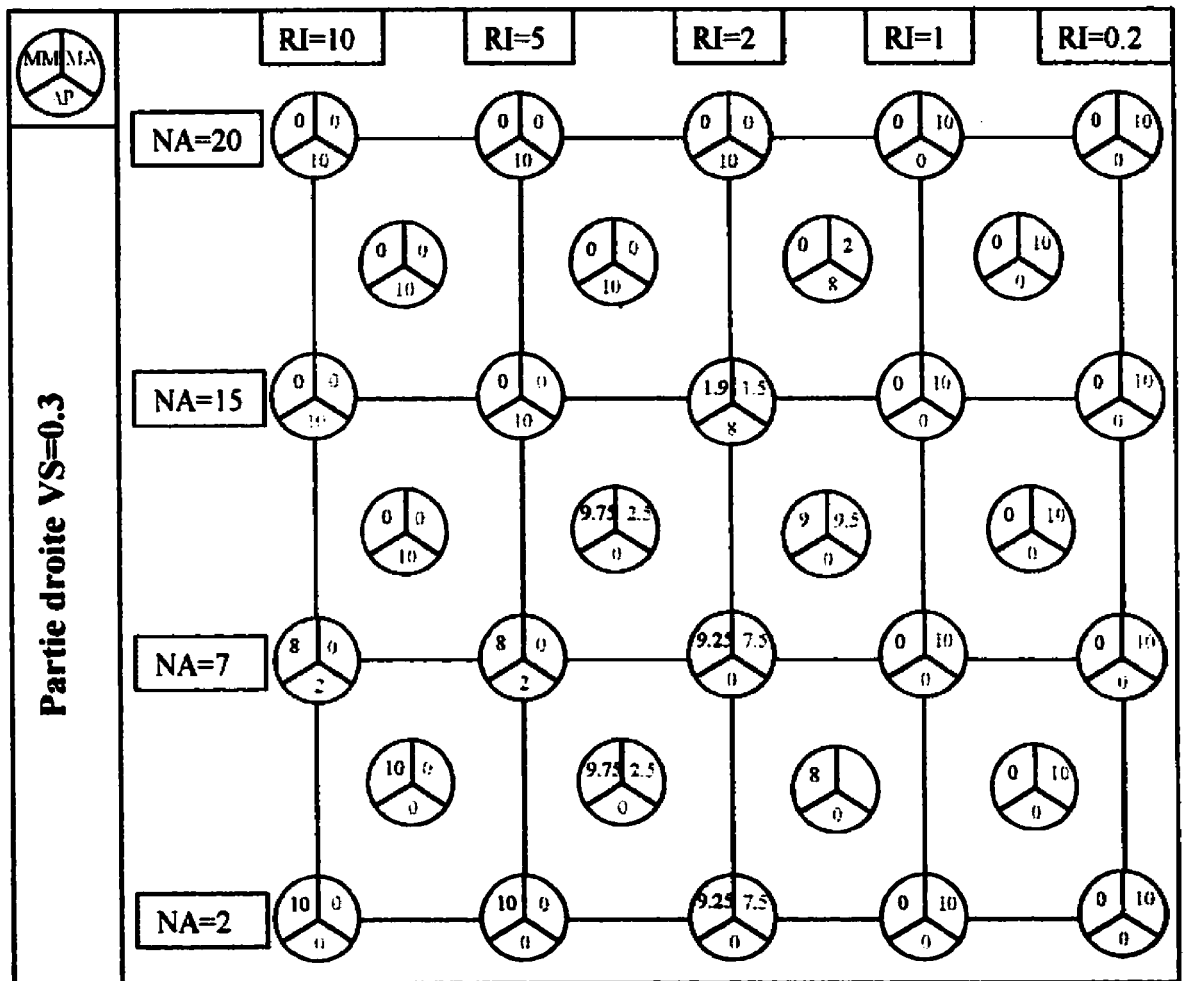 RI=10 RI=5 RI=2 RI=1 RI=0.2
MM MA
AP
NA=20
0 0 0 0 0 0 0 10 0 10
10 10 10 0 0
0 0 0 0 0 2 0 10
10 10 8 0
NA=15
0 0 0 0 1.9 1.5 0 10 0 10
10 10 8 0 0
0 0 9.75 2.5 9 9.5 0 10
10 0 0 0
NA=7
8 0 8 0 9.25 7.5 0 10 0 10
2 2 0 0 0
10 0 9.75 2.5 8 0 10
0 0 0 0
NA=2
10 0 10 0 9.25 7.5 0 10 0 10
0 0 0 0 0
Partie droite VS=0.3